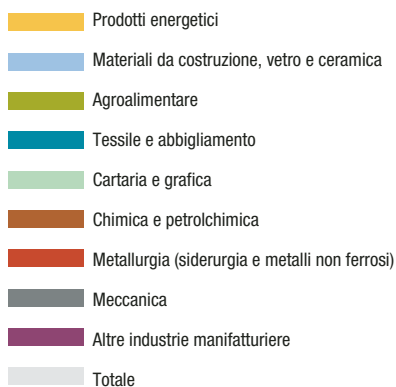 Prodotti energetici
Materiali da costruzione, vetro e ceramica
Agroalimentare
Tessile e abbigliamento
Cartaria e grafica
Chimica e petrolchimica
Metallurgia (siderurgia e metalli non ferrosi)
Meccanica
Altre industrie manifatturiere
Totale